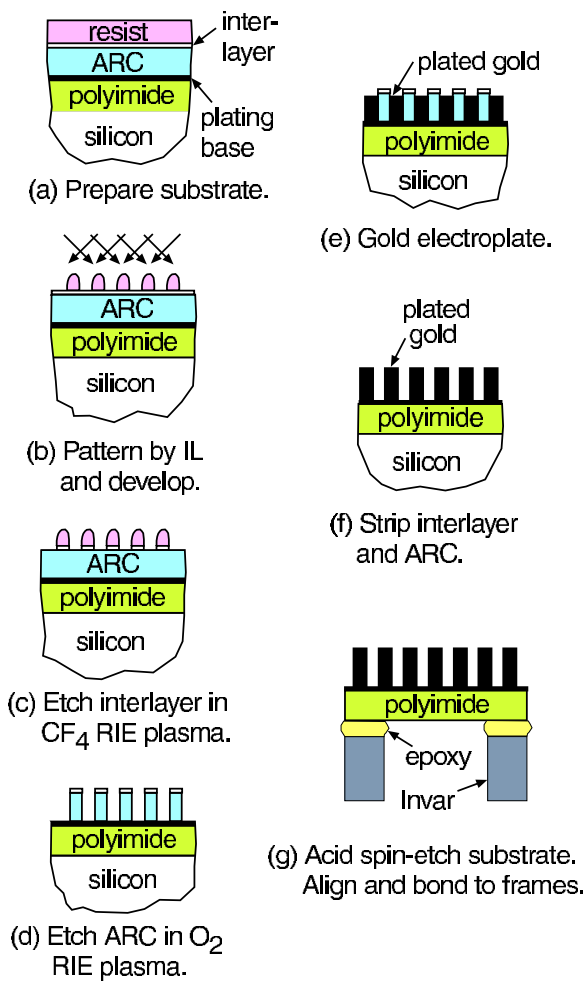 resist
inter-
layer
ARC
polyimide
plating
base
silicon
(a) Prepare substrate.
ARC
polyimide
silicon
(b) Pattern by IL
and develop.
ARC
polyimide
silicon
(c) Etch interlayer in
CF4 RIE plasma.
polyimide
silicon
(d) Etch ARC in O2
RIE plasma.
plated gold
polyimide
silicon
(e) Gold electroplate.
plated
gold
polyimide
silicon
(f) Strip interlayer
and ARC.
polyimide
epoxy
Invar
(g) Acid spin-etch substrate.
Align and bond to frames.